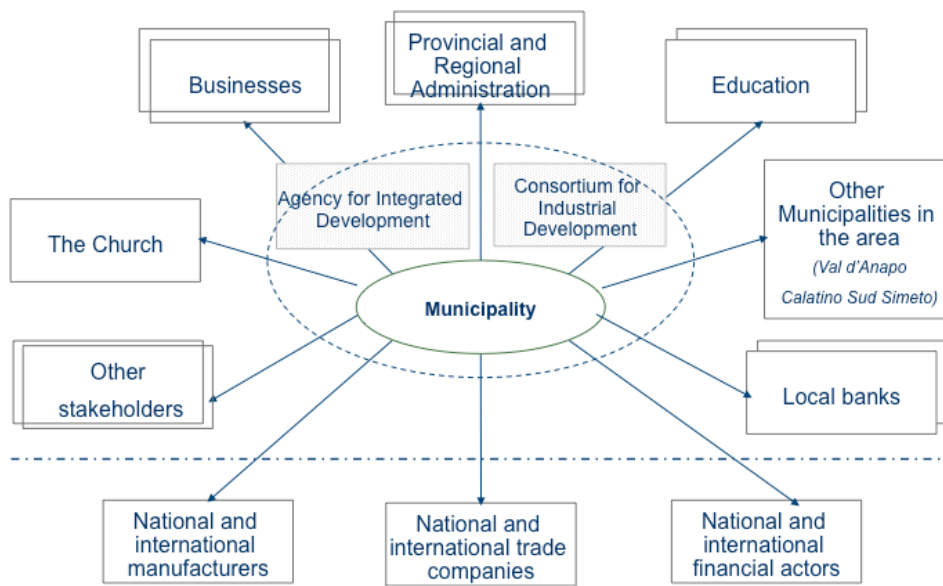 Businesses
Provincial and
Regional
Administration
Education
Agency for Integrated
Development
Consortium for
Industrial
Development
The Church
Other
Municipalities in
the area
(Val d'Anapo
Calatino Sud Simeto)
Municipality
Other
stakeholders
Local banks
National and
international
manufacturers
National and
international trade
companies
National and
international
financial actors